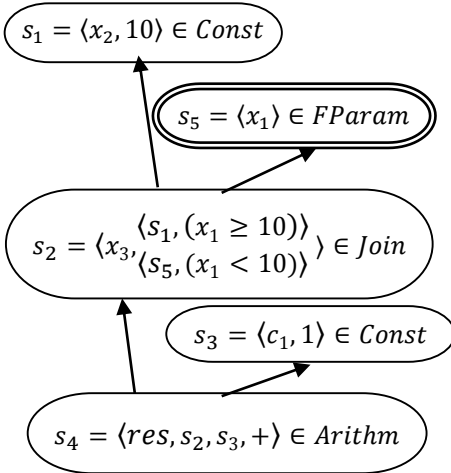 s₁ = ⟨x₂, 10⟩ ∈ Const
s₅ = ⟨x₁⟩ ∈ FParam
⟨s₁, (x₁ ≥ 10)⟩
s₂ = ⟨x₃, ⟩ ∈ Join
⟨s₅, (x₁ < 10)⟩
s₃ = ⟨c₁, 1⟩ ∈ Const
s₄ = ⟨res, s₂, s₃, +⟩ ∈ Arithm